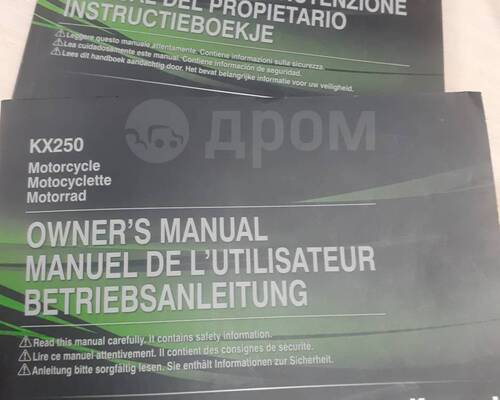 DEL PROPIETARIO
INSTRUCTIEBOEKJE
Leggere questo manuale attentamente. Contiene informazioni sulla sicurezza.
Lea cuidadosamente este manual. Contiene información de seguridad.
Lees dit handboek aandachtig door. Het bevat belangrijke informatie voor uw veiligheid.
ДРОМ
KX250
Motorcycle
Motocyclette
Motorrad
OWNER'S MANUAL
MANUEL DE L'UTILISATEUR
BETRIEBSANLEITUNG
Read this manual carefully. It contains safety information.
Lire ce manuel attentivement. Il contient des consignes de sécurité.
Anleitung bitte sorgfältig lesen. Sie enthält Informationen zur Sicherheit.